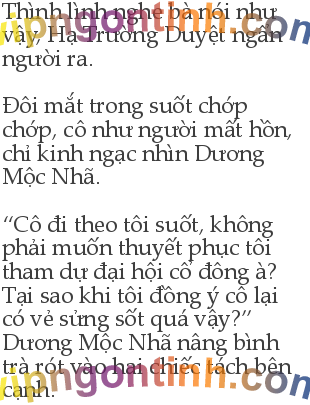 Thình lình nghe bà nói như
vậy, Hạ Trường Duyệt ngẩn
người ra.
Đôi mắt trong suốt chớp
chớp, cô như người mất hồn,
chỉ kinh ngạc nhìn Dương
Mộc Nhã.
“Cô đi theo tôi suốt, không
phải muốn thuyết phục tôi
tham dự đại hội cổ đông à?
Tại sao khi tôi đồng ý cô lại
có vẻ sửng sốt quá vậy?”
Dương Mộc Nhã nâng bình
trà rót vào hai chiếc tách bên
cạnh.
vipngontinh.com
vipngontinh.com